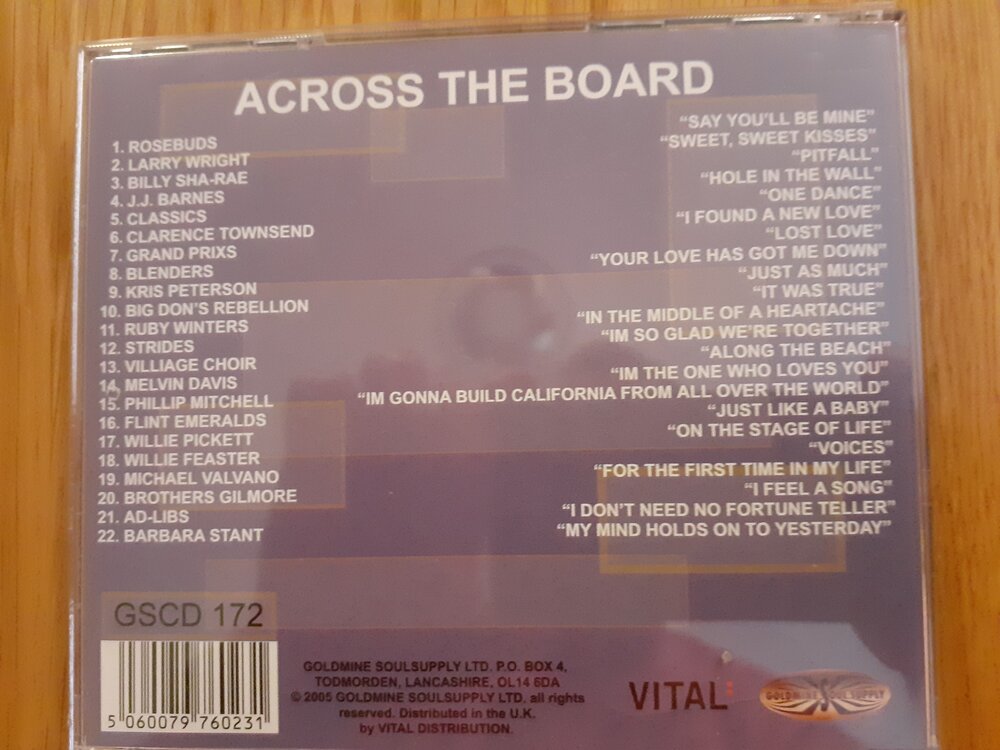 ACROSS THE BOARD
1. ROSEBUDS "SAY YOU'LL BE MINE"
2. LARRY WRIGHT "SWEET, SWEET KISSES"
3. BILLY SHA-RAE "PITFALL"
4. J.J. BARNES "HOLE IN THE WALL"
5. CLASSICS "ONE DANCE"
6. CLARENCE TOWNSEND "I FOUND A NEW LOVE"
7. GRAND PRIXS "LOST LOVE"
8. BLENDERS "YOUR LOVE HAS GOT ME DOWN"
9. KRIS PETERSON "JUST AS MUCH"
10. BIG DON'S REBELLION "IT WAS TRUE"
11. RUBY WINTERS "IN THE MIDDLE OF A HEARTACHE"
12. STRIDES "IM SO GLAD WE'RE TOGETHER"
13. VILLIAGE CHOIR "ALONG THE BEACH"
14. MELVIN DAVIS "IM THE ONE WHO LOVES YOU"
15. PHILLIP MITCHELL "IM GONNA BUILD CALIFORNIA FROM ALL OVER THE WORLD"
16. FLINT EMERALDS "JUST LIKE A BABY"
17. WILLIE PICKETT "ON THE STAGE OF LIFE"
18. WILLIE FEASTER "VOICES"
19. MICHAEL VALVANO "FOR THE FIRST TIME IN MY LIFE"
20. BROTHERS GILMORE "I FEEL A SONG"
21. AD-LIBS "I DON'T NEED NO FORTUNE TELLER"
22. BARBARA STANT "MY MIND HOLDS ON TO YESTERDAY"
GSCD 172
5 060079 760231
GOLDMINE SOULSUPPLY LTD. P.O. BOX 4,
TODMORDEN, LANCASHIRE, OL14 6DA
© 2005 GOLDMINE SOULSUPPLY LTD. all rights
reserved. Distributed in the U.K.
by VITAL DISTRIBUTION.
VITAL:
GOLDMINE SOULSUPPLY